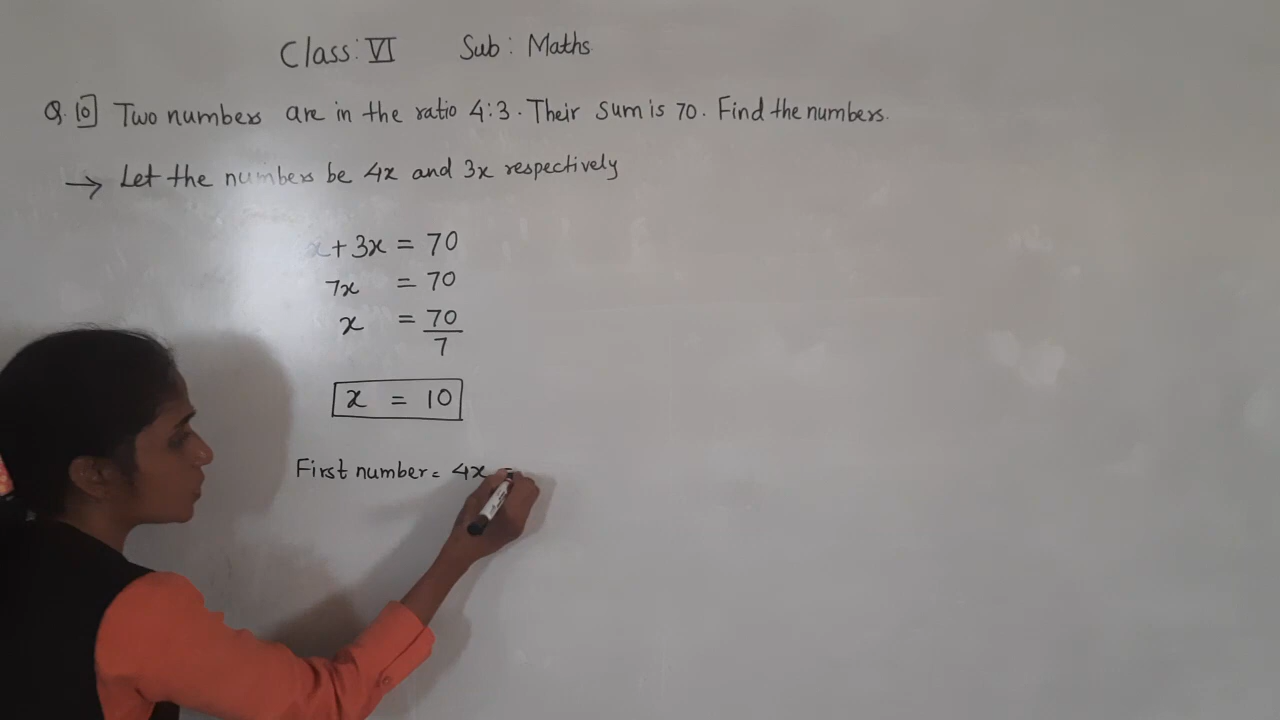 Class: VI Sub: Maths
Q. 10 Two numbers are in the ratio 4:3. Their sum is 70. Find the numbers.
→ Let the numbers be 4x and 3x respectively
x + 3x = 70
7x = 70
x = 70/7
x = 10
First number = 4x =